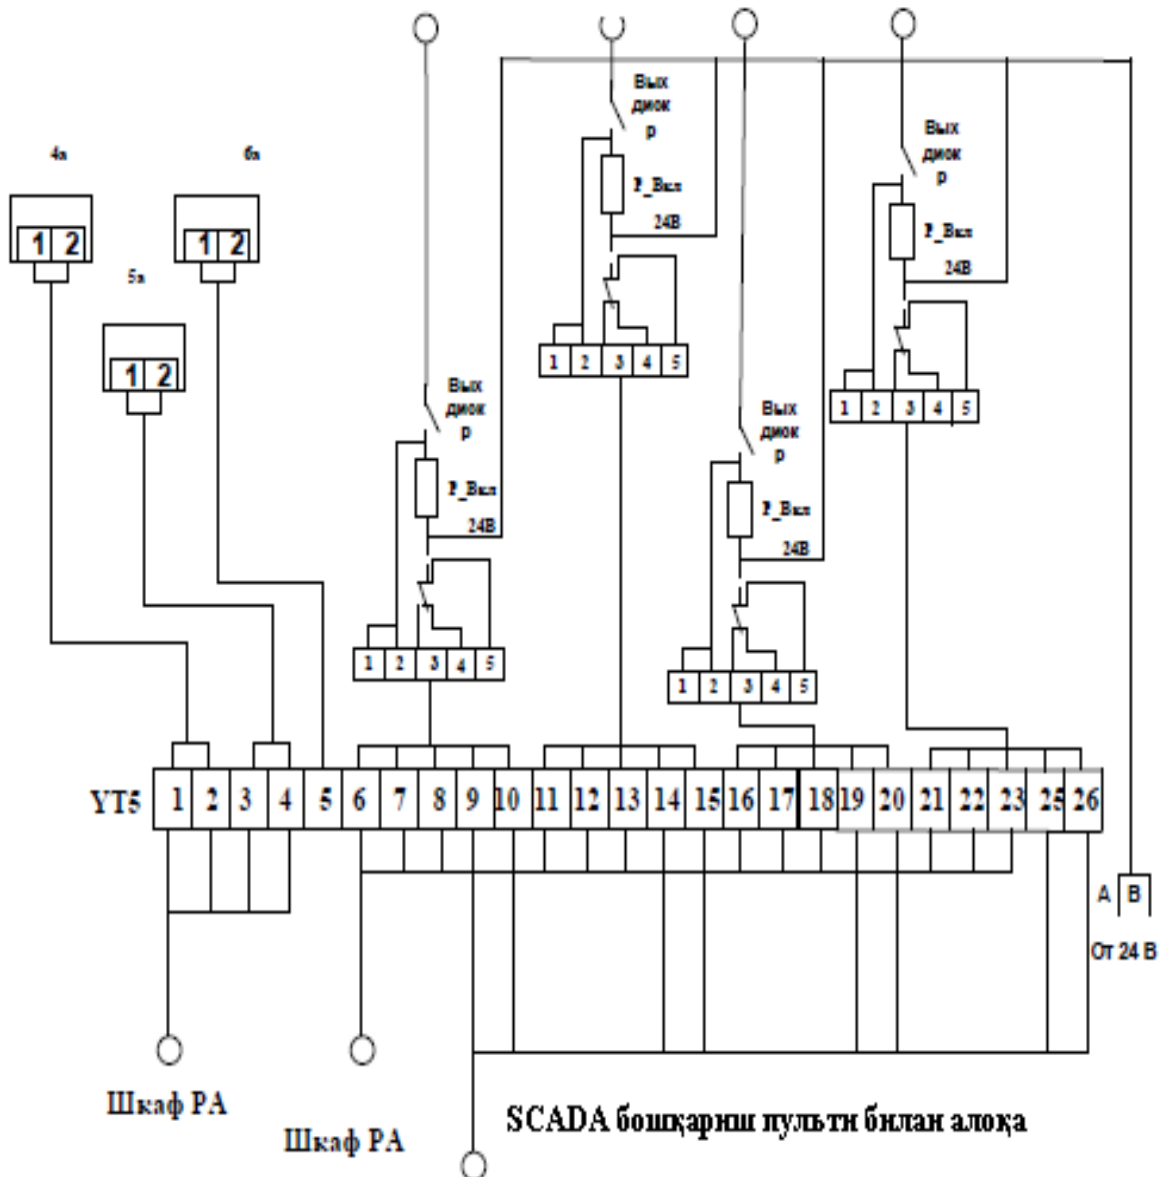 Вых
диок
р
Р_Вкл
24В
Вых
диок
р
Р_Вкл
24В
4а
6а
1 2
1 2
5а
1 2
1 2 3 4 5
1 2 3 4 5
Вых
диок
р
Р_Вкл
24В
Вых
диок
р
Р_Вкл
24В
1 2 3 4 5
1 2 3 4 5
YT5 1 2 3 4 5 6 7 8 9 10 11 12 13 14 15 16 17 18 19 20 21 22 23 25 26
А В
От 24 В
Шкаф РА
Шкаф РА
SCADA бошқариш пульти билан алоқа